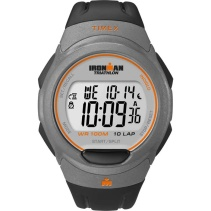 TIMEX
IRONMAN
TRIATHLON
WE 10-14
10:09 36
WR 100M 10 LAP